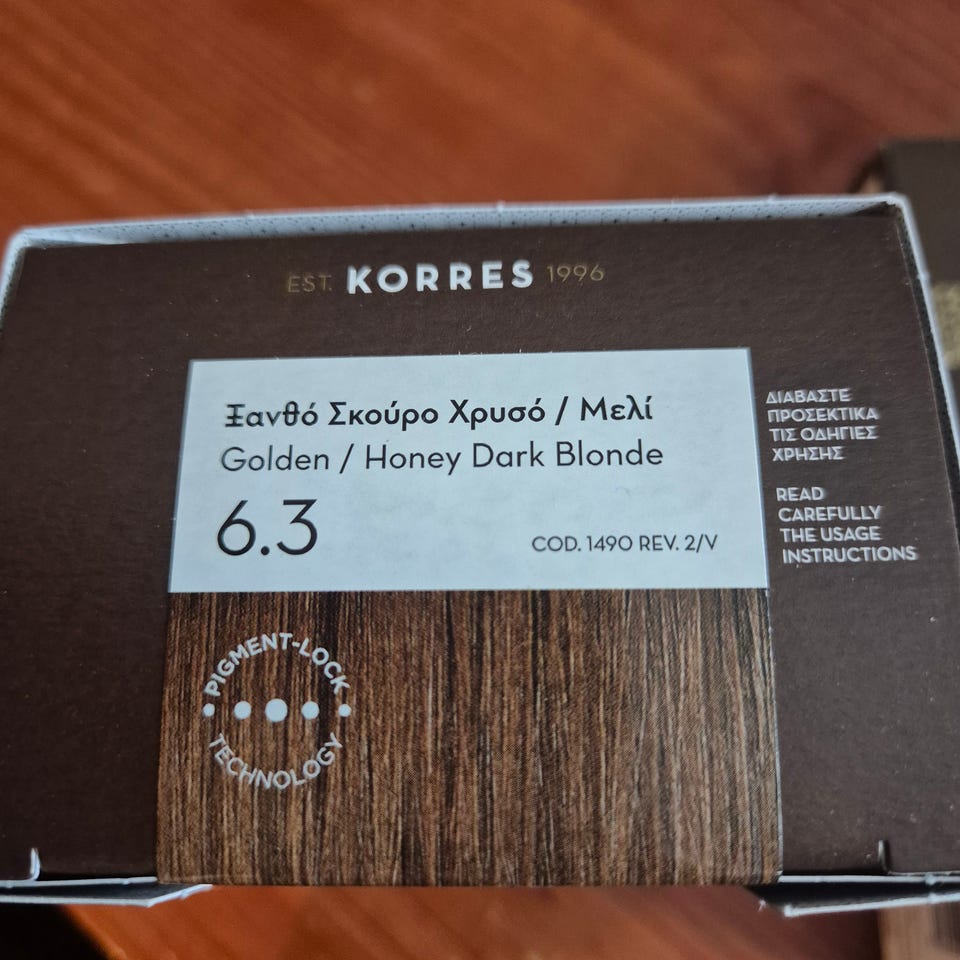 EST. KORRES 1996
Ξανθό Σκούρο Χρυσό / Μελί
Golden / Honey Dark Blonde
6.3
COD. 1490 REV. 2/V
ΔΙΑΒΑΣΤΕ
ΠΡΟΣΕΚΤΙΚΑ
ΤΙΣ ΟΔΗΓΙΕΣ
ΧΡΗΣΗΣ
READ
CAREFULLY
THE USAGE
INSTRUCTIONS
PIGMENT-LOCK
TECHNOLOGY